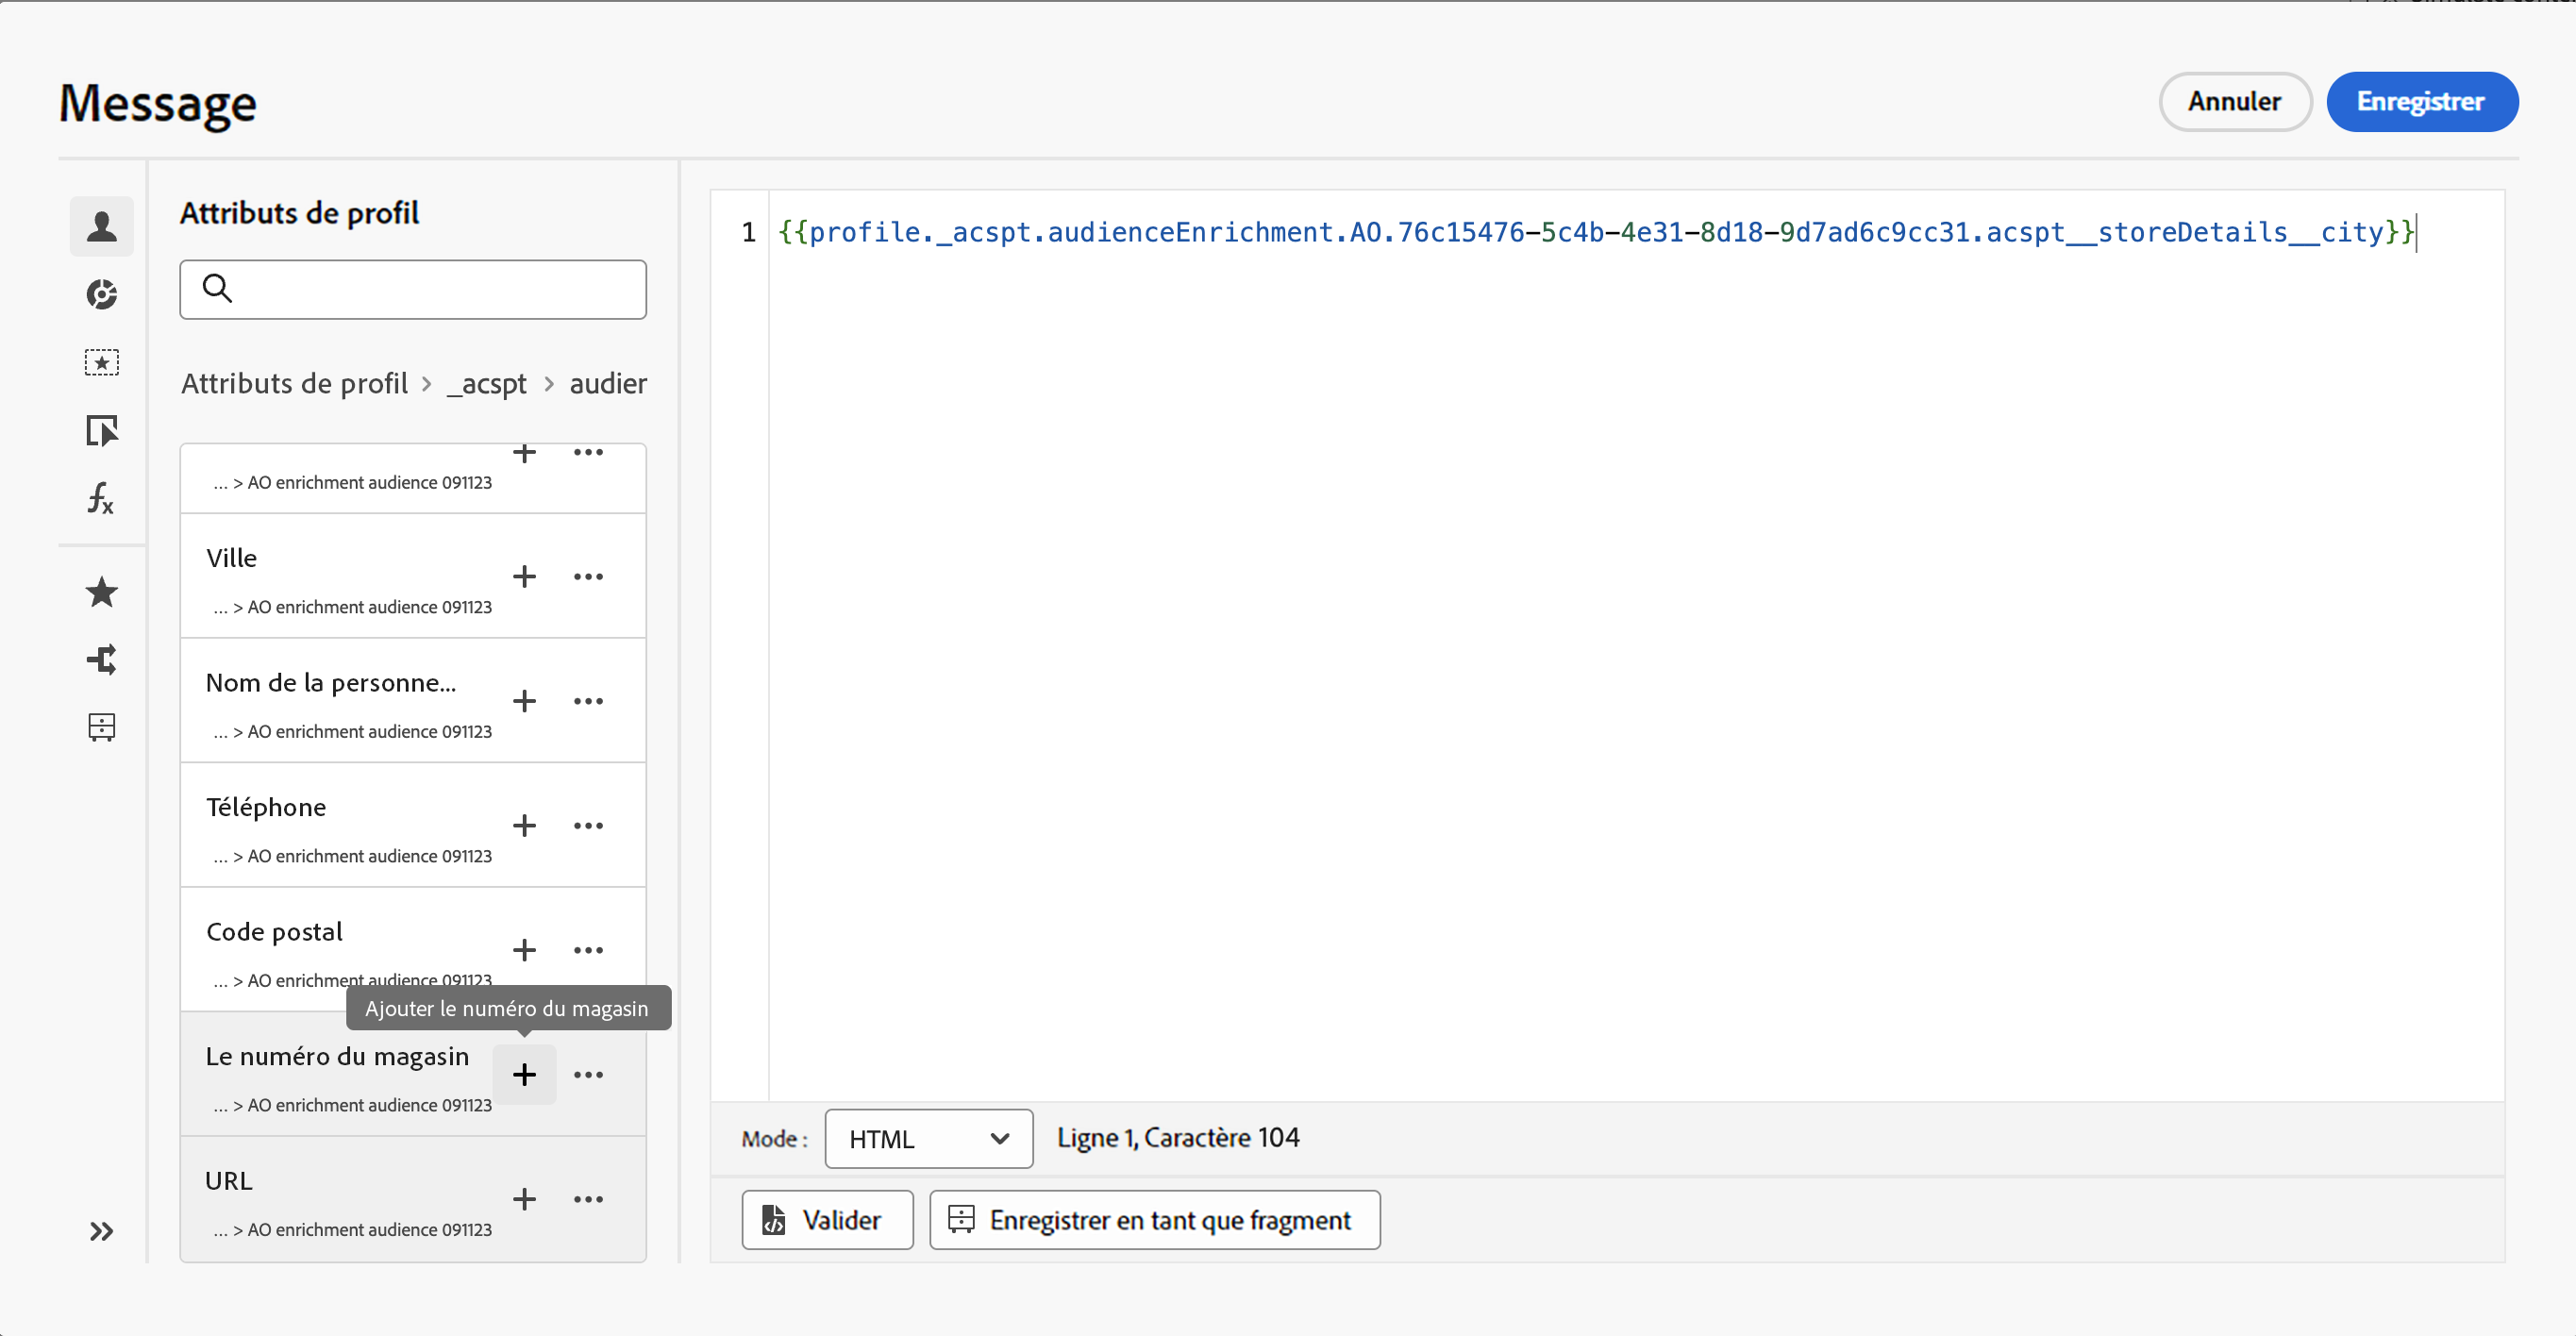 Message
Annuler
Enregistrer
Attributs de profil
Attributs de profil > _acspt > audier
... > AO enrichment audience 091123
Ville
... > AO enrichment audience 091123
Nom de la personne...
... > AO enrichment audience 091123
Téléphone
... > AO enrichment audience 091123
Code postal
... > AO enrichment audience 091123
Ajouter le numéro du magasin
Le numéro du magasin
... > AO enrichment audience 091123
URL
... > AO enrichment audience 091123
1 {{profile._acspt.audienceEnrichment.AO.76c15476-5c4b-4e31-8d18-9d7ad6c9cc31.acspt__storeDetails__city}}
Mode : HTML Ligne 1, Caractère 104
Valider
Enregistrer en tant que fragment